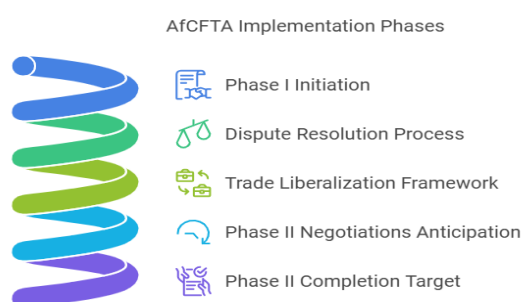 AfCFTA Implementation Phases
Phase I Initiation
Dispute Resolution Process
Trade Liberalization Framework
Phase II Negotiations Anticipation
Phase II Completion Target